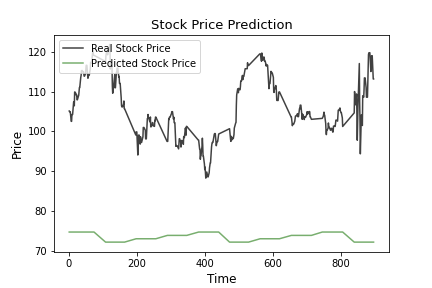 Stock Price Prediction
Real Stock Price
Predicted Stock Price
Price
120
110
100
90
80
70
0 200 400 600 800
Time